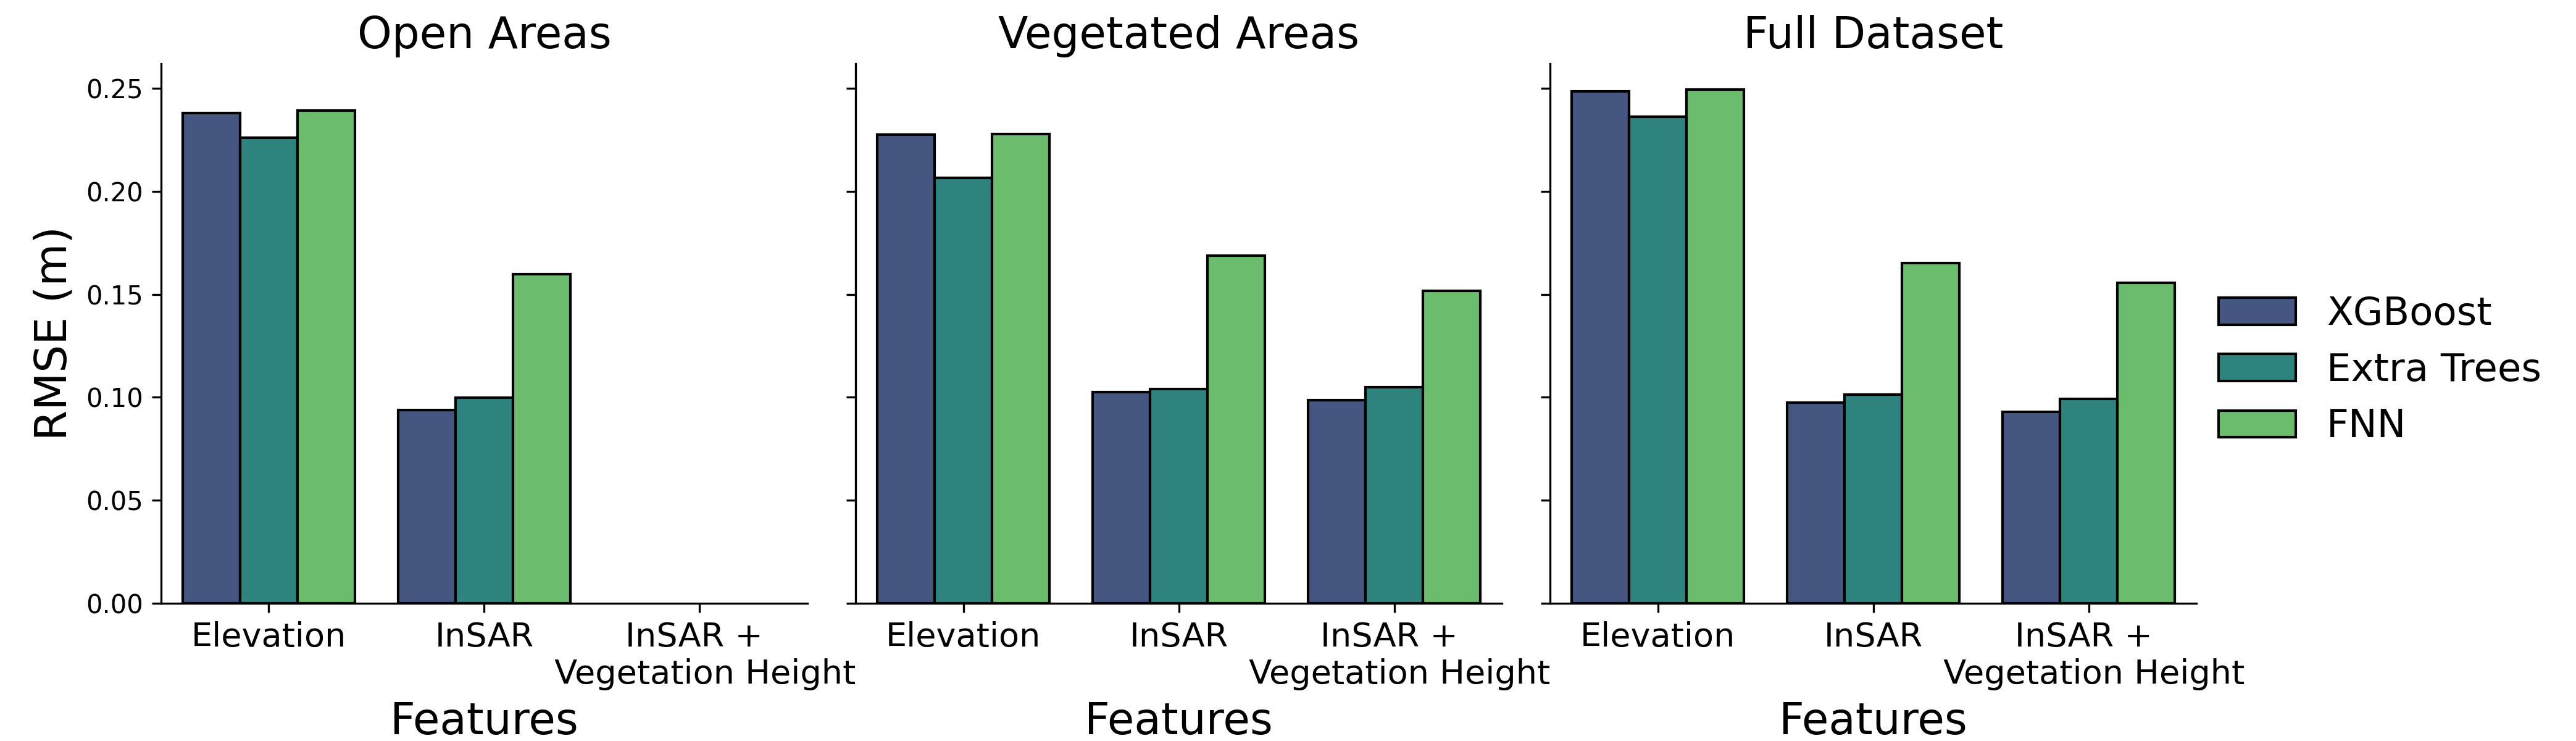 Open Areas
Vegetated Areas
Full Dataset
RMSE (m)
0.25
0.20
0.15
0.10
0.05
0.00
Elevation
InSAR
InSAR +
Vegetation Height
Features
Elevation
InSAR
InSAR +
Vegetation Height
Features
Elevation
InSAR
InSAR +
Vegetation Height
Features
XGBoost
Extra Trees
FNN